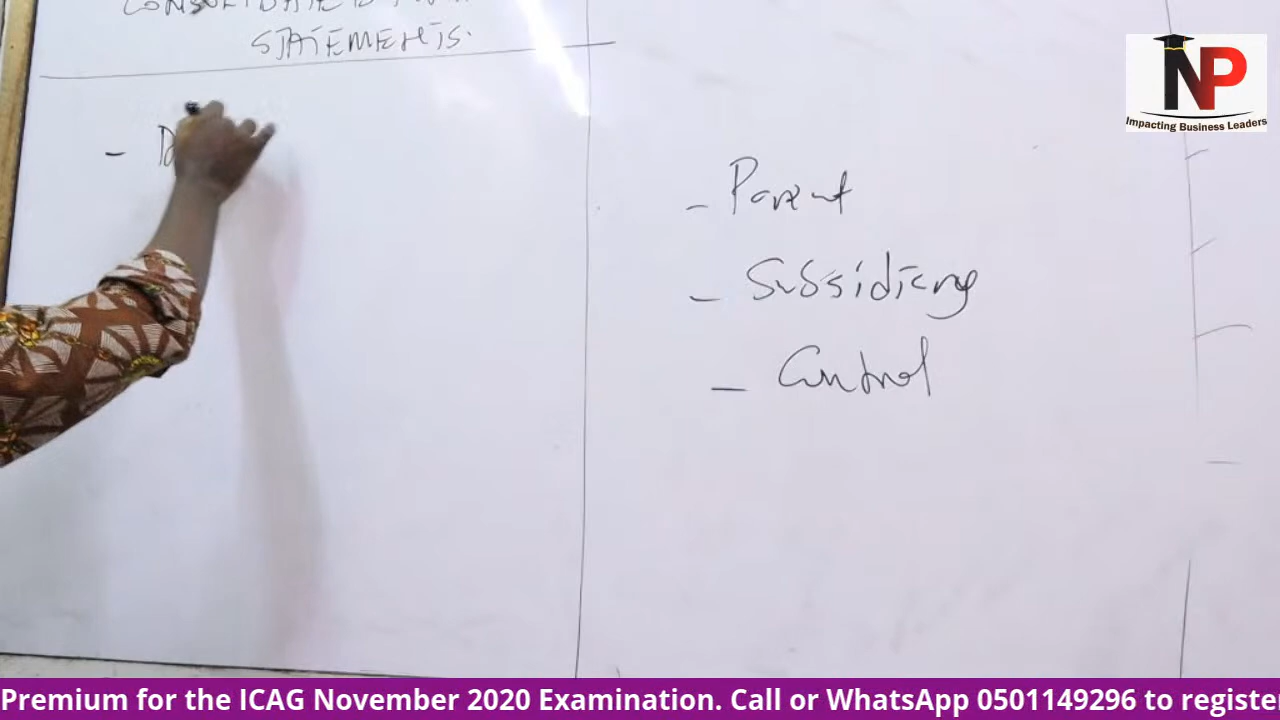 STATEMENTS.
-
- Parent
- Subsidiary
- Control
NP
Impacting Business Leaders
Premium for the ICAG November 2020 Examination. Call or WhatsApp 0501149296 to register